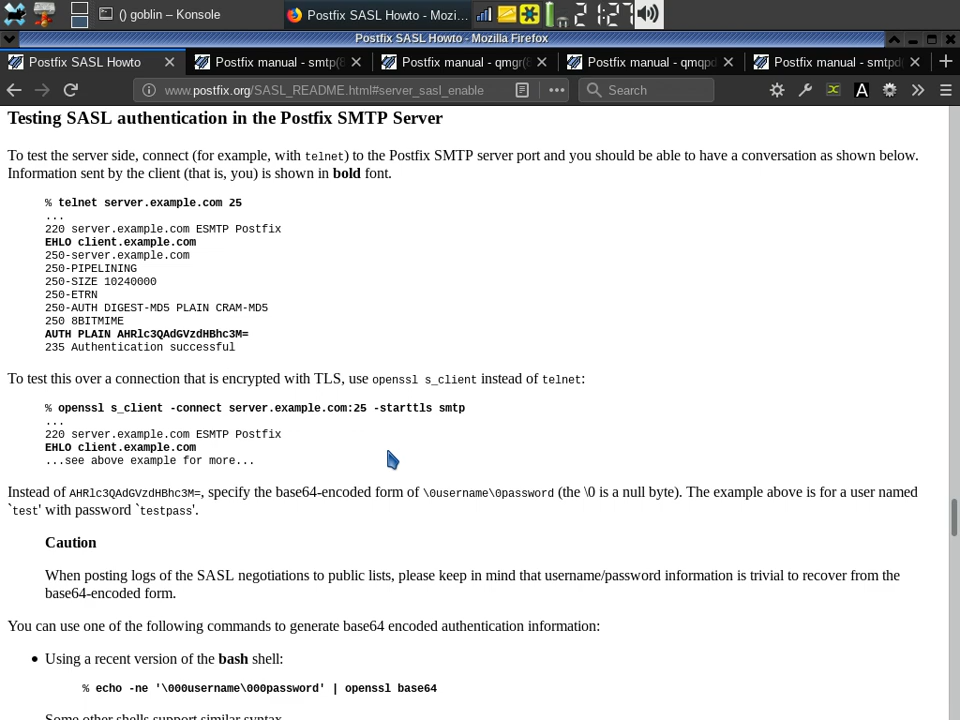 () goblin – Konsole
Postfix SASL Howto - Mozi...
2 1:27
Postfix SASL Howto - Mozilla Firefox
Postfix SASL Howto
Postfix manual - smtp(8
Postfix manual - qmgr(8
Postfix manual - qmqpd
Postfix manual - smtpd(
www.postfix.org/SASL_README.html#server_sasl_enable
Search
A
Testing SASL authentication in the Postfix SMTP Server
To test the server side, connect (for example, with telnet) to the Postfix SMTP server port and you should be able to have a conversation as shown below.
Information sent by the client (that is, you) is shown in bold font.
% telnet server.example.com 25
...
220 server.example.com ESMTP Postfix
EHLO client.example.com
250-server.example.com
250-PIPELINING
250-SIZE 10240000
250-ETRN
250-AUTH DIGEST-MD5 PLAIN CRAM-MD5
250 8BITMIME
AUTH PLAIN AHRlc3QAdGVzdHBhc3M=
235 Authentication successful
To test this over a connection that is encrypted with TLS, use openssl s_client instead of telnet:
% openssl s_client -connect server.example.com:25 -starttls smtp
...
220 server.example.com ESMTP Postfix
EHLO client.example.com
...see above example for more...
Instead of AHRlc3QAdGVzdHBhc3M=, specify the base64-encoded form of \0username\0password (the \0 is a null byte). The example above is for a user named
`test' with password `testpass'.
Caution
When posting logs of the SASL negotiations to public lists, please keep in mind that username/password information is trivial to recover from the
base64-encoded form.
You can use one of the following commands to generate base64 encoded authentication information:
• Using a recent version of the bash shell:
% echo -ne '\000username\000password' | openssl base64
Some other shells support similar syntax.